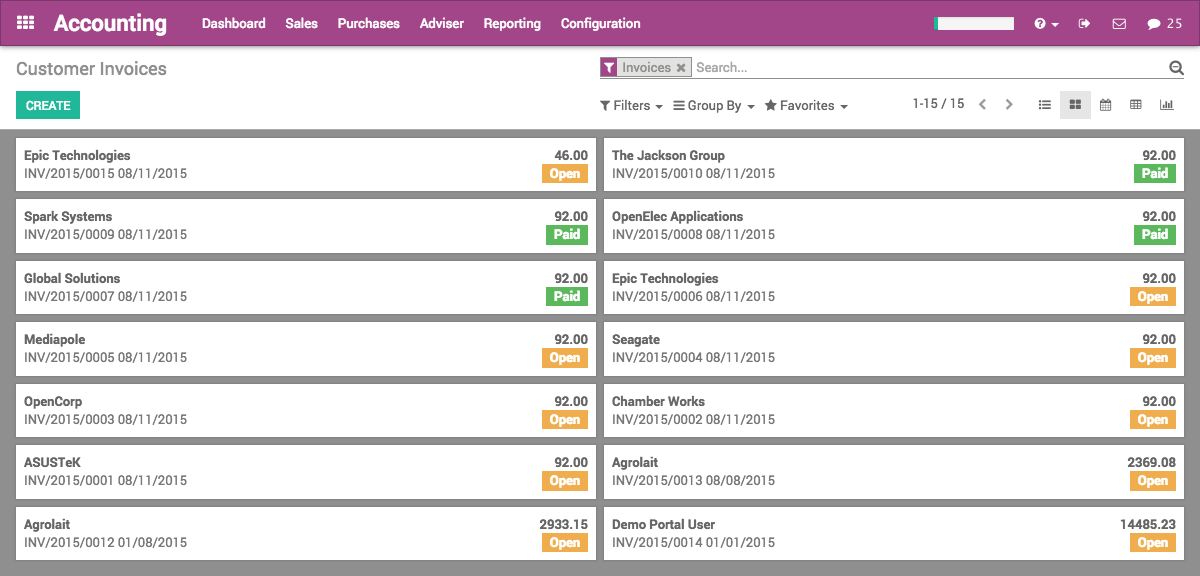 Accounting Dashboard Sales Purchases Adviser Reporting Configuration 25
Customer Invoices
Invoices Search...
CREATE
Filters Group By Favorites 1-15 / 15
Epic Technologies 46.00
INV/2015/0015 08/11/2015 Open
The Jackson Group 92.00
INV/2015/0010 08/11/2015 Paid
Spark Systems 92.00
INV/2015/0009 08/11/2015 Paid
OpenElec Applications 92.00
INV/2015/0008 08/11/2015 Paid
Global Solutions 92.00
INV/2015/0007 08/11/2015 Paid
Epic Technologies 92.00
INV/2015/0006 08/11/2015 Open
Mediapole 92.00
INV/2015/0005 08/11/2015 Open
Seagate 92.00
INV/2015/0004 08/11/2015 Open
OpenCorp 92.00
INV/2015/0003 08/11/2015 Open
Chamber Works 92.00
INV/2015/0002 08/11/2015 Open
ASUSTeK 92.00
INV/2015/0001 08/11/2015 Open
Agrolait 2369.08
INV/2015/0013 08/08/2015 Open
Agrolait 2933.15
INV/2015/0012 01/08/2015 Open
Demo Portal User 14485.23
INV/2015/0014 01/01/2015 Open